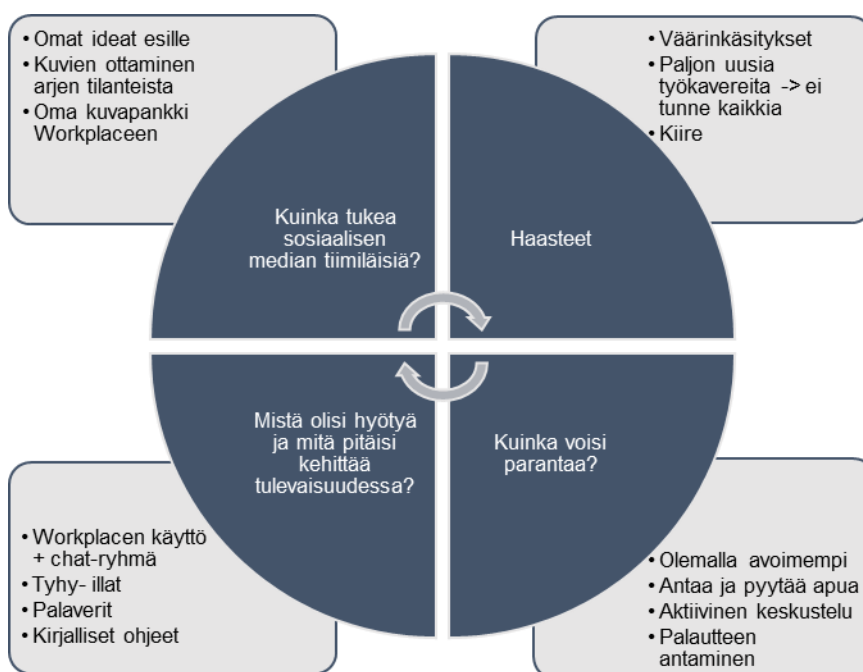 • Omat ideat esille
• Kuvien ottaminen
arjen tilanteista
• Oma kuvapankki
Workplaceen
• Väärinkäsitykset
• Paljon uusia
työkavereita -> ei
tunne kaikkia
• Kiire
Kuinka tukea
sosiaalisen
median tiimiläisiä?
Haasteet
Mistä olisi hyötyä
ja mitä pitäisi
kehittää
tulevaisuudessa?
Kuinka voisi
parantaa?
• Workplacen käyttö
+ chat-ryhmä
• Tyhy- illat
• Palaverit
• Kirjalliset ohjeet
• Olemalla avoimempi
• Antaa ja pyytää apua
• Aktiivinen keskustelu
• Palautteen
antaminen